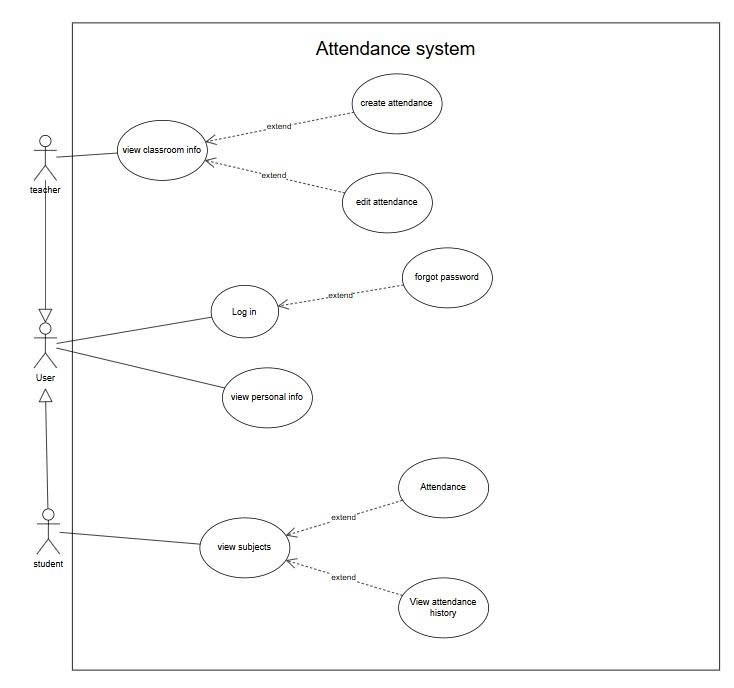 Attendance system
create attendance
extend
view classroom info
teacher
extend
edit attendance
forgot password
extend
Log in
User
view personal info
Attendance
extend
view subjects
student
extend
View attendance
history